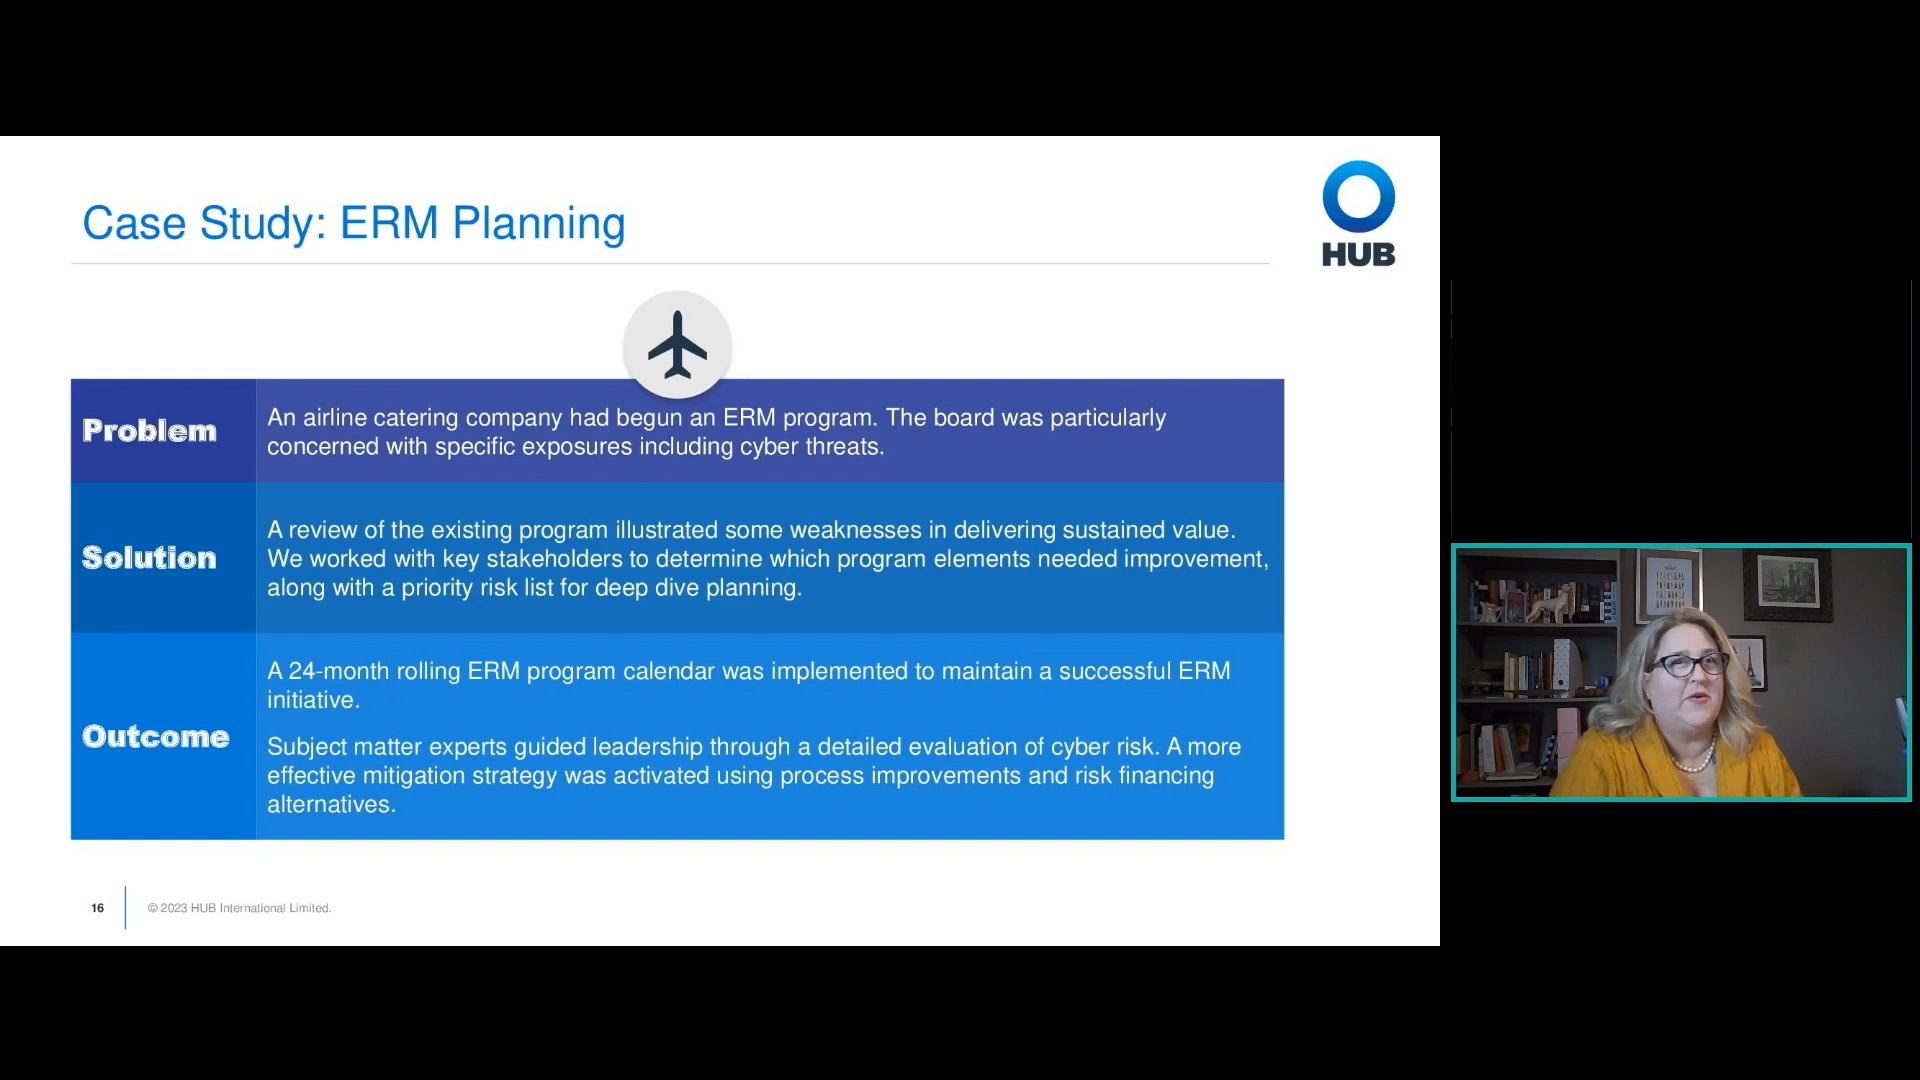 Case Study: ERM Planning
HUB
Problem
An airline catering company had begun an ERM program. The board was particularly
concerned with specific exposures including cyber threats.
Solution
A review of the existing program illustrated some weaknesses in delivering sustained value.
We worked with key stakeholders to determine which program elements needed improvement,
along with a priority risk list for deep dive planning.
Outcome
A 24-month rolling ERM program calendar was implemented to maintain a successful ERM
initiative.
Subject matter experts guided leadership through a detailed evaluation of cyber risk. A more
effective mitigation strategy was activated using process improvements and risk financing
alternatives.
16
© 2023 HUB International Limited.